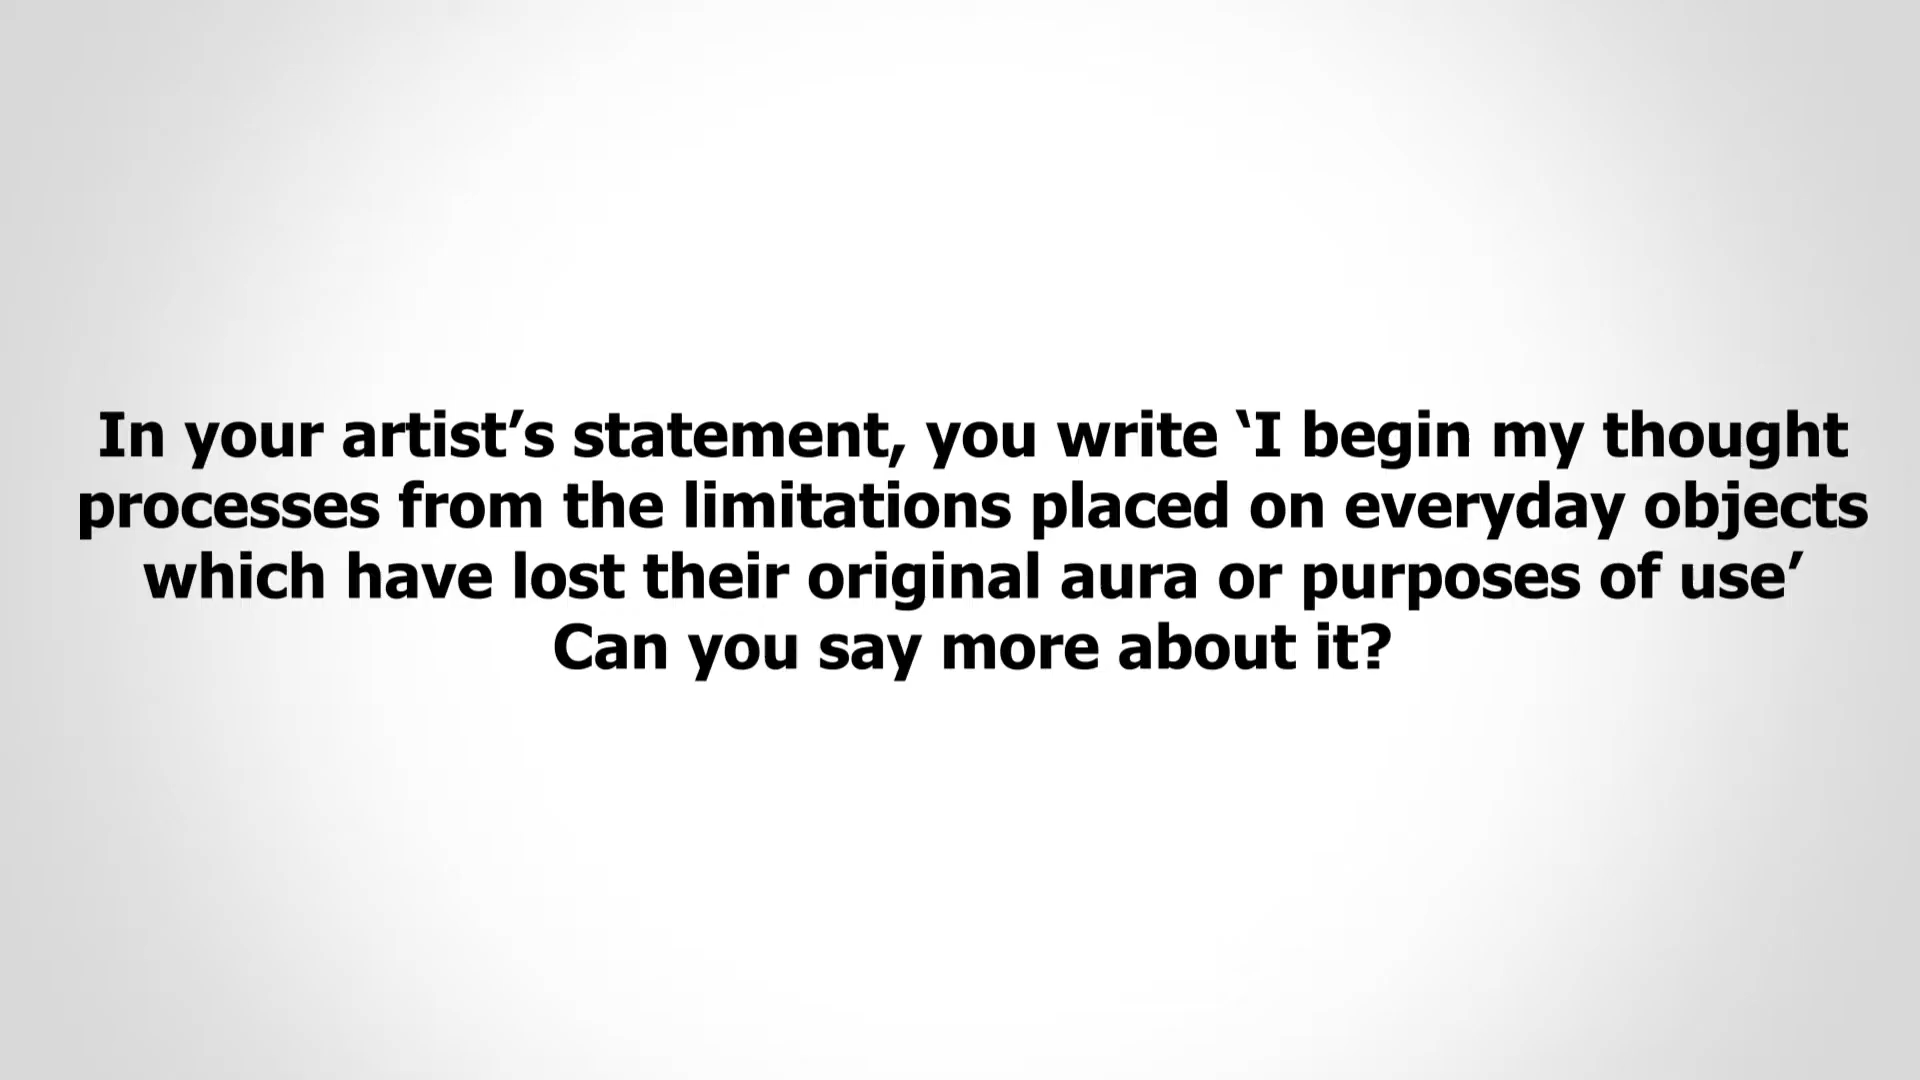 In your artist’s statement, you write ‘I begin my thought
processes from the limitations placed on everyday objects
which have lost their original aura or purposes of use’
Can you say more about it?